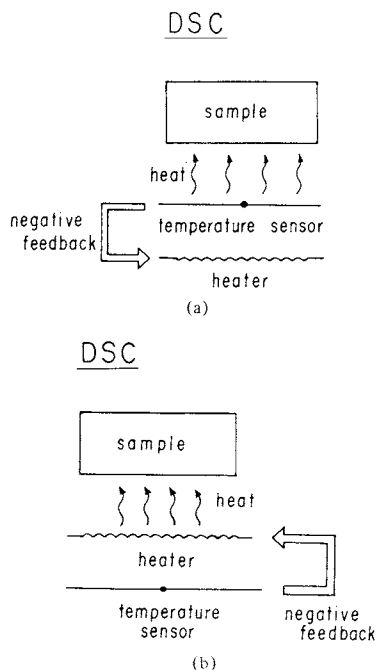 DSC
sample
heat
negative
feedback
temperature sensor
heater
(a)
DSC
sample
heat
heater
temperature
sensor
negative
feedback
(b)